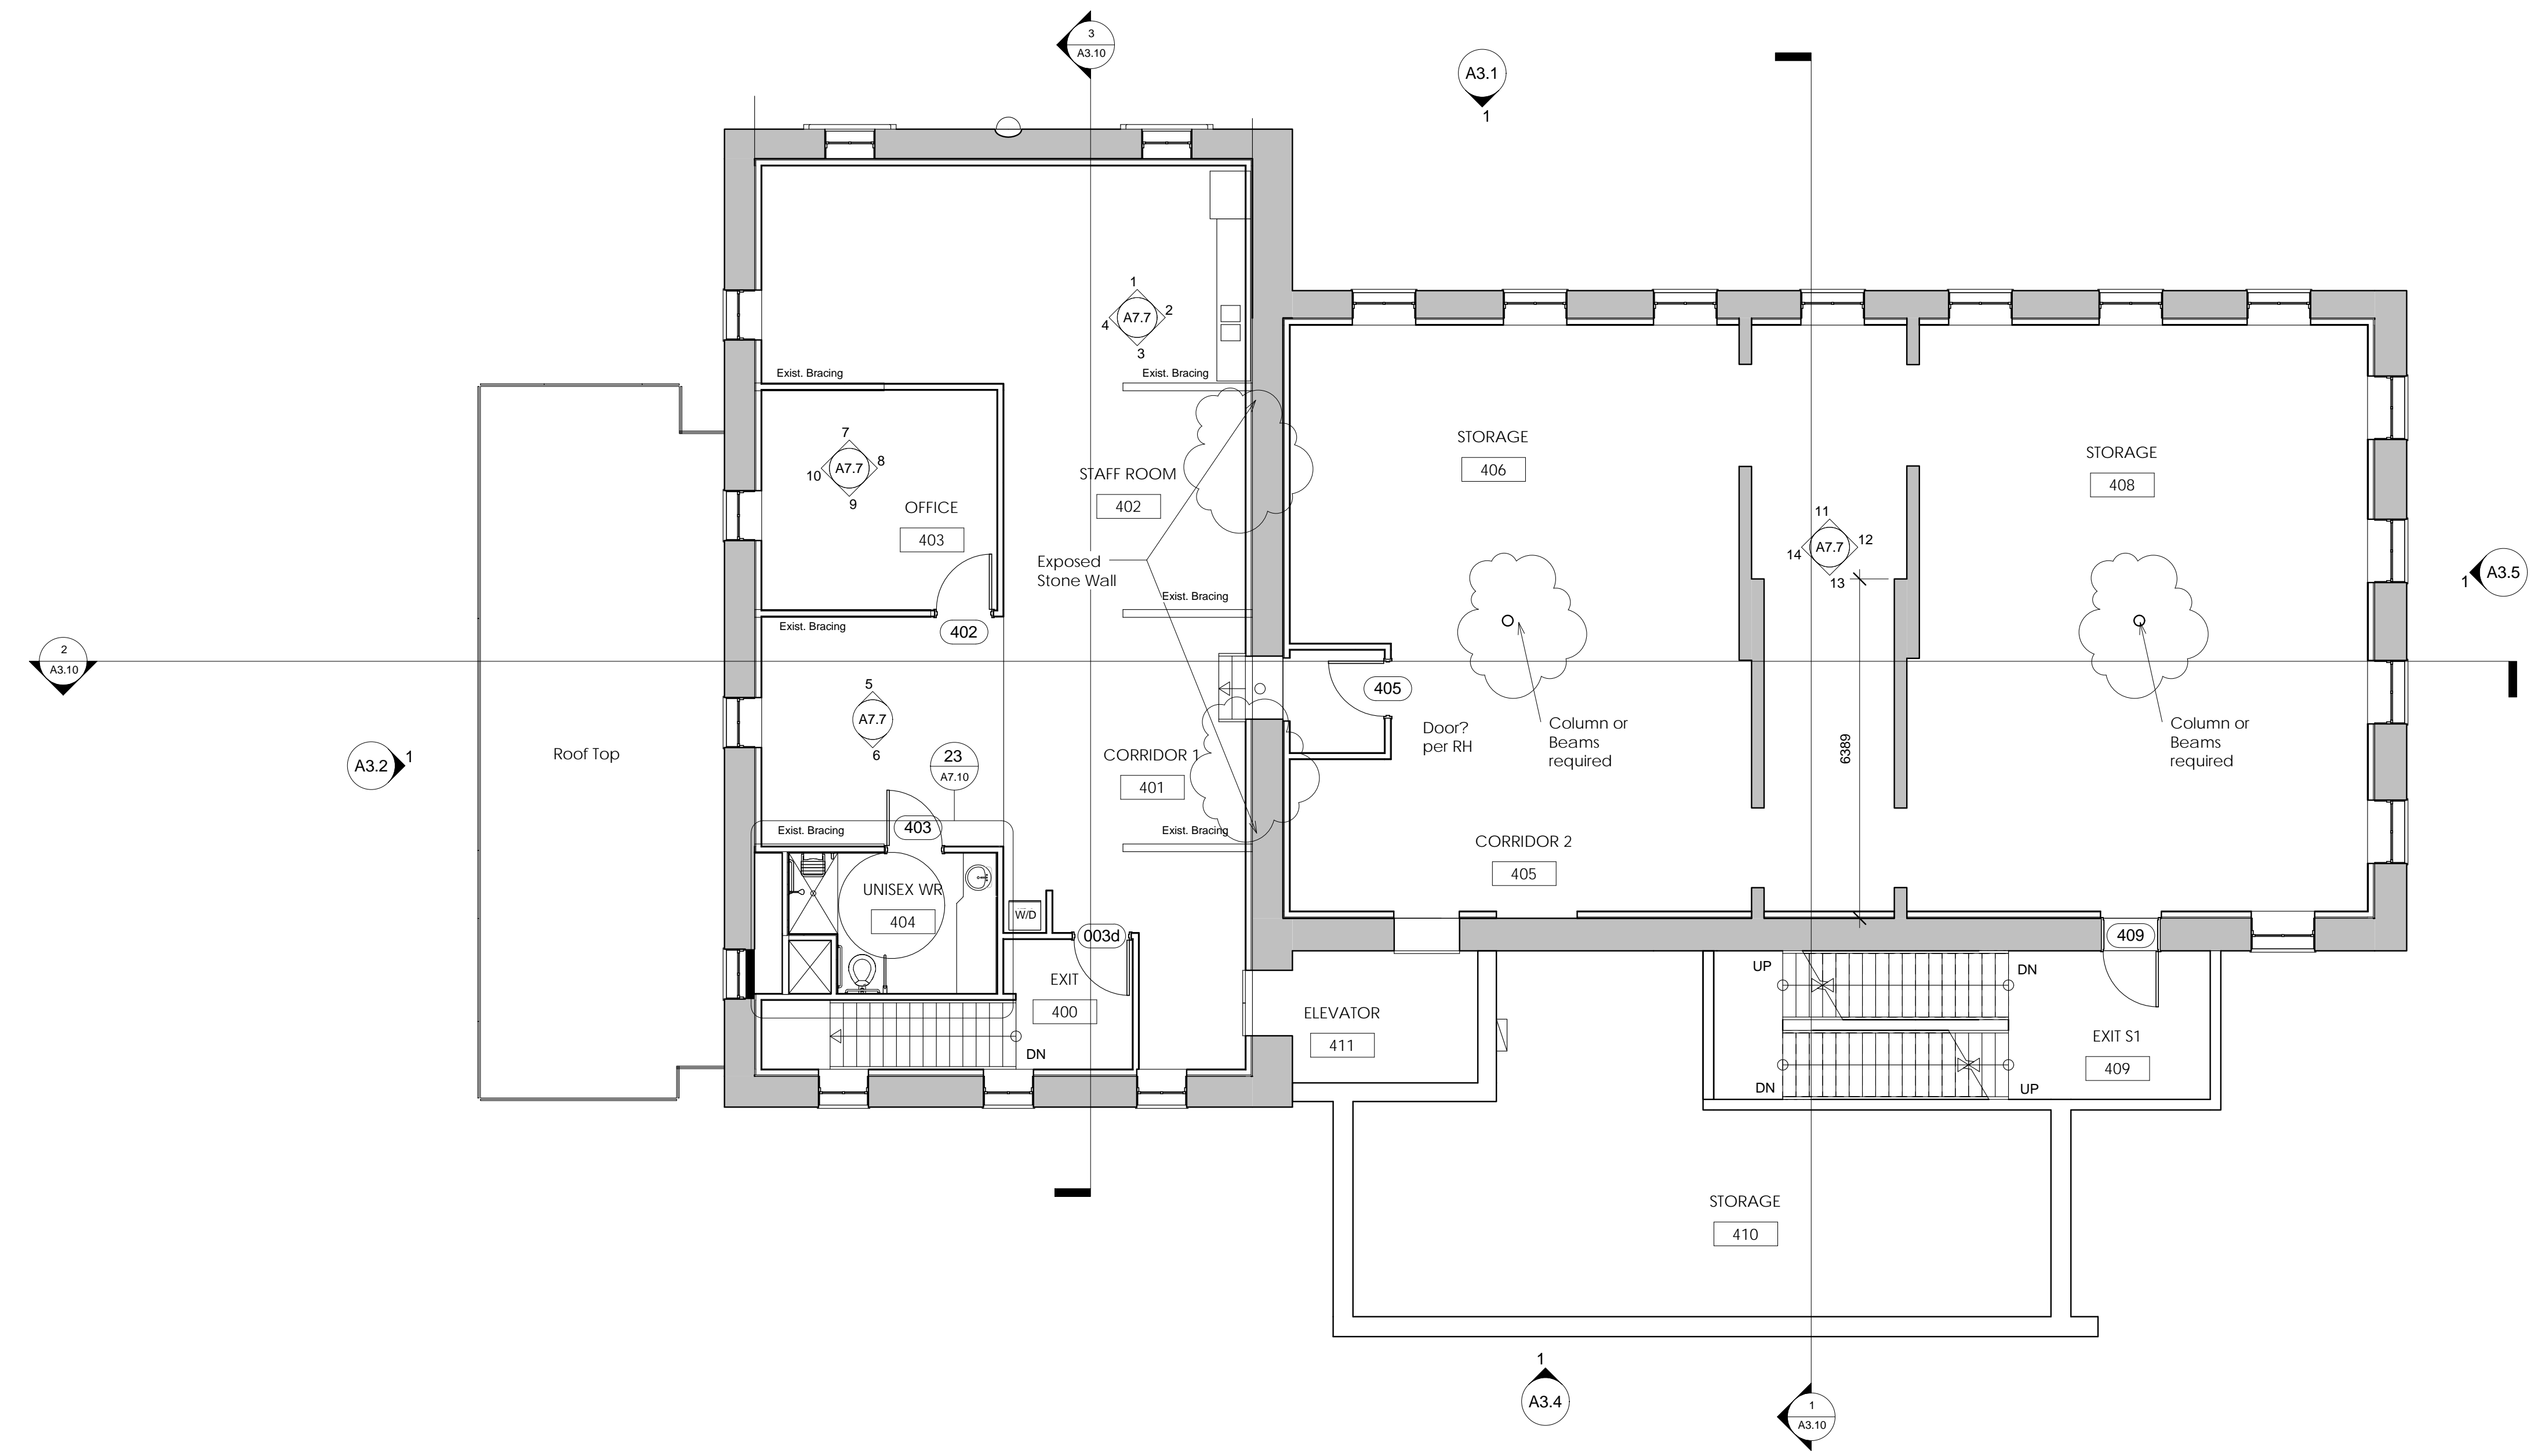 3
A3.10
A3.1
1
1
A7.7
2
4
3
Exist. Bracing
Exist. Bracing
7
A7.7
8
10
9
OFFICE
403
STAFF ROOM
402
STORAGE
406
STORAGE
408
11
A7.7
12
14
13
Exposed
Stone Wall
Exist. Bracing
A3.5
1
Exist. Bracing
402
2
A3.10
5
A7.7
6
405
Door?
per RH
Column or
Beams
required
6389
Column or
Beams
required
A3.2
1
Roof Top
23
A7.10
CORRIDOR 1
401
Exist. Bracing
403
Exist. Bracing
CORRIDOR 2
405
UNISEX WR
404
W/D
003d
409
EXIT
400
DN
ELEVATOR
411
UP
DN
DN
UP
EXIT S1
409
STORAGE
410
1
A3.4
1
A3.10